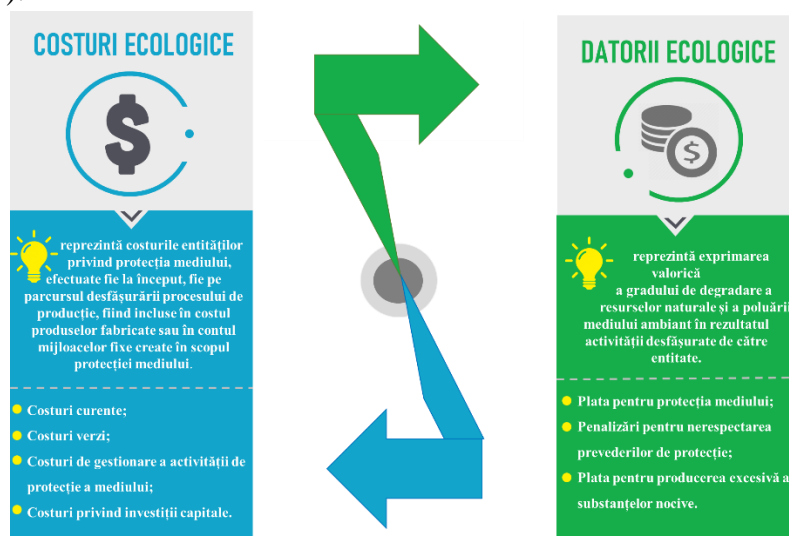 ).
COSTURI ECOLOGICE
$
reprezintă costurile entităților
privind protecția mediului,
efectuate fie la început, fie pe
parcursul desfășurării procesului de
producție, fiind incluse în costul
produselor fabricate sau în contul
mijloacelor fixe create în scopul
protecției mediului.
Costuri curente;
Costuri verzi;
Costuri de gestionare a activității de
protecție a mediului;
Costuri privind investiții capitale.
DATORII ECOLOGICE
$
reprezintă exprimarea
valorică
a gradului de degradare a
resurselor naturale și a poluării
mediului ambiant în rezultatul
activității desfășurate de către
entitate.
Plata pentru protecția mediului;
Penalizări pentru nerespectarea
prevederilor de protecție;
Plata pentru producerea excesivă a
substanțelor nocive.